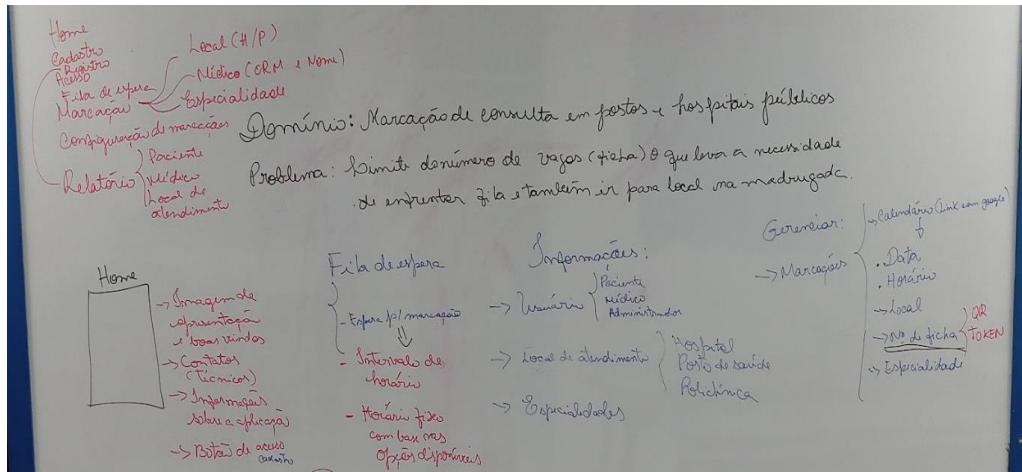 Home
Cadastro
Registro
Acesso
Fila de espera
Marcação
Local (H/P)
Médico (CRM e Nome)
Especialidade
Configuração de marcações
Relatório
Paciente
Médico
Local de
atendimento
Domínio: Marcação de consulta em postos e hospitais públicos
Problema: Limite do número de vagas (ficha) O que leva a necessidade
de enfrentar fila e também ir para local na madrugada.
Home
→ Imagem de
apresentação
e boas vindas
→ Contatos
(técnicos)
→ Informações
sobre a aplicação
→ Botão de acesso
cadastro
Fila de espera
- Espera p/ marcação
- Intervalo de
horário
- Horário fixo
com base nas
opções disponíveis
Informações:
→ Usuário
Paciente
Médico
Administrador
→ Local de atendimento
Hospital
Posto de saúde
Policlínica
→ Especialidades
Gerenciar:
→ Marcações
→ Calendário (Link com google)
. Data
. Horário
→ Local
→ No de ficha
QR
TOKEN
→ Especialidade